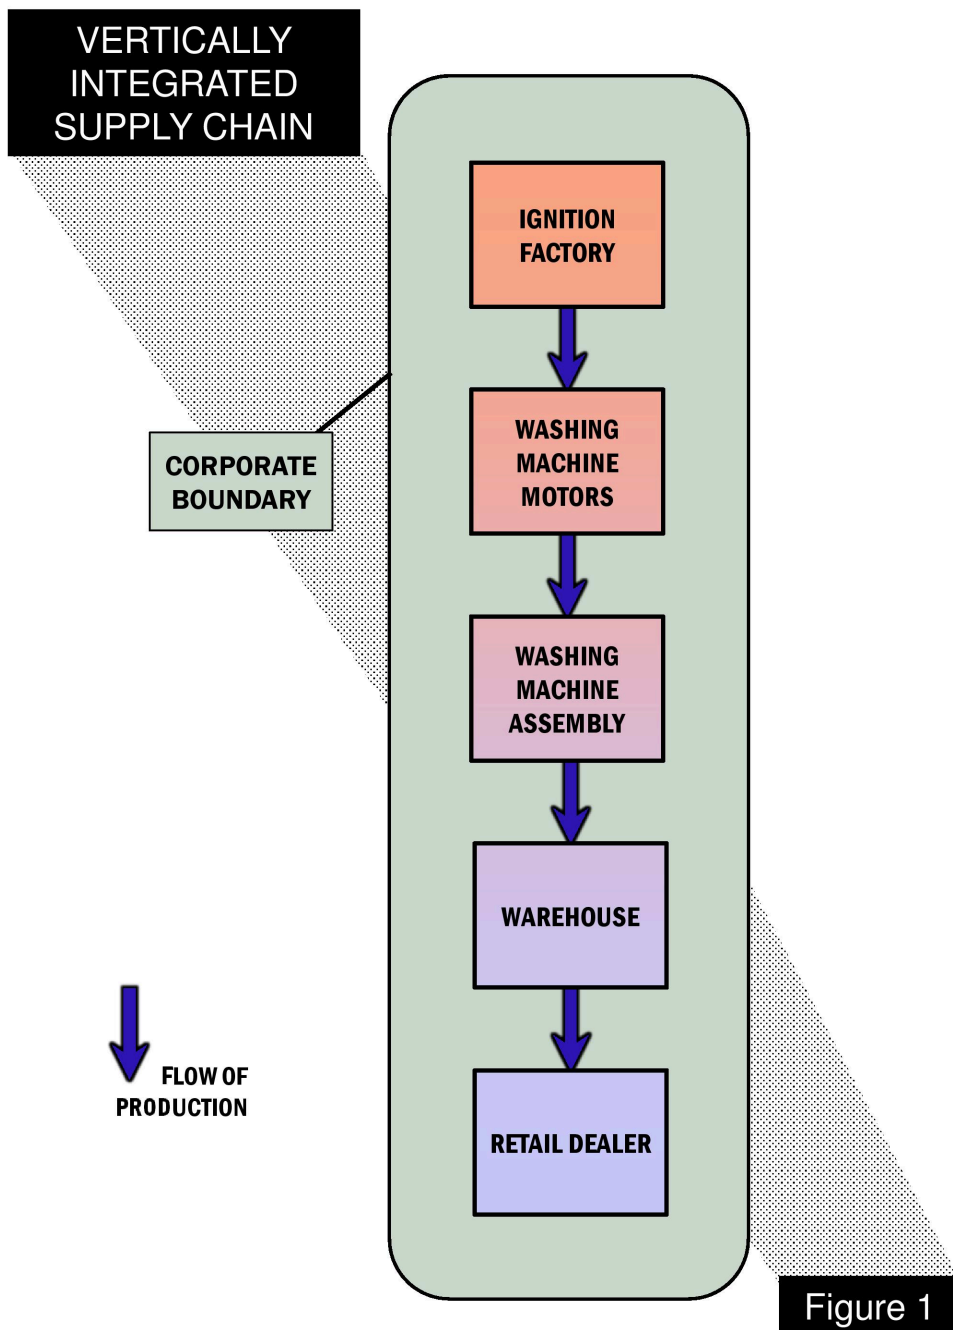 VERTICALLY
INTEGRATED
SUPPLY CHAIN
IGNITION
FACTORY
WASHING
MACHINE
MOTORS
CORPORATE
BOUNDARY
WASHING
MACHINE
ASSEMBLY
WAREHOUSE
FLOW OF
PRODUCTION
RETAIL DEALER
Figure 1